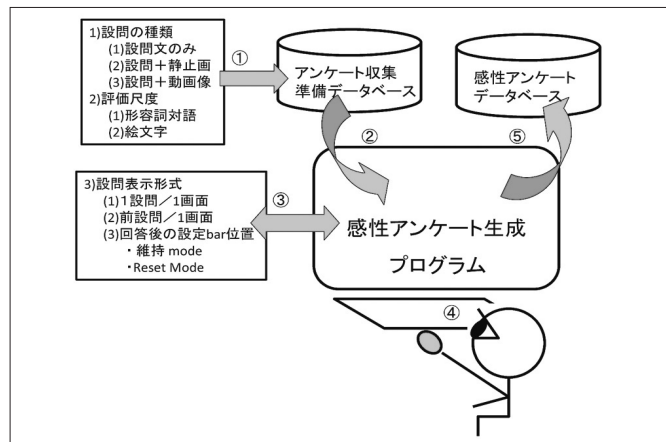 1)設問の種類
(1)設問文のみ
(2)設問＋静止画
(3)設問＋動画像
2)評価尺度
(1)形容詞対語
(2)絵文字
①
アンケート収集
準備データベース
感性アンケート
データベース
②
⑤
3)設問表示形式
(1)1設問／1画面
(2)前設問／1画面
(3)回答後の設定bar位置
・維持 mode
・Reset Mode
③
感性アンケート生成
プログラム
④